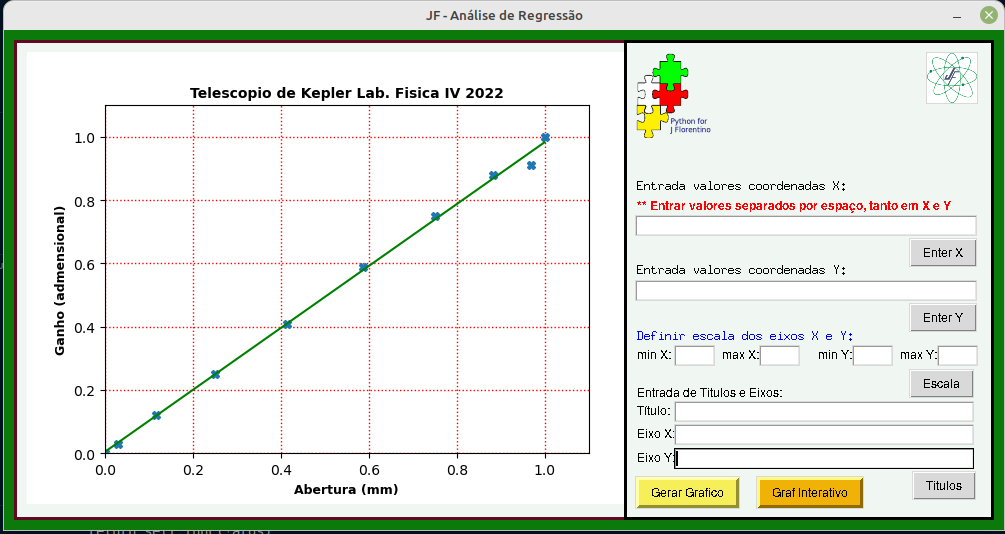 JF - Análise de Regressão
Telescopio de Kepler Lab. Fisica IV 2022
1.0
0.8
0.6
0.4
0.2
0.0
Ganho (admensional)
0.0 0.2 0.4 0.6 0.8 1.0
Abertura (mm)
Python for
J Florentino
JF
Entrada valores coordenadas X:
** Entrar valores separados por espaço, tanto em X e Y
Enter X
Entrada valores coordenadas Y:
Enter Y
Definir escala dos eixos X e Y:
min X: max X: min Y: max Y:
Escala
Entrada de Titulos e Eixos:
Título:
Eixo X:
Eixo Y:
Titulos
Gerar Grafico Graf Interativo